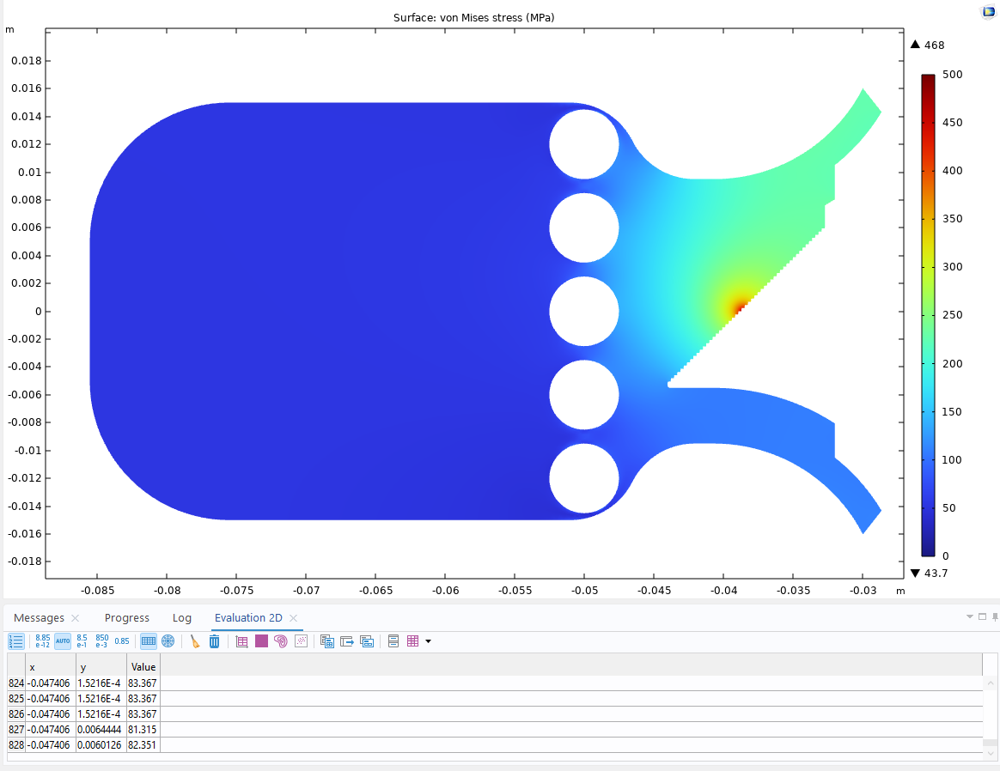 Surface: von Mises stress (MPa)
m
▲ 468
0.018
0.016
0.014
0.012
0.01
0.008
0.006
0.004
0.002
0
-0.002
-0.004
-0.006
-0.008
-0.01
-0.012
-0.014
-0.016
-0.018
500
450
400
350
300
250
200
150
100
50
0
▼ 43.7
-0.085 -0.08 -0.075 -0.07 -0.065 -0.06 -0.055 -0.05 -0.045 -0.04 -0.035 -0.03 m
Messages Progress Log Evaluation 2D
8.85 e-12 AUTO 8.5 e-1 850 e-3 0.85
x y Value
824 -0.047406 1.5216E-4 83.367
825 -0.047406 1.5216E-4 83.367
826 -0.047406 1.5216E-4 83.367
827 -0.047406 0.0064444 81.315
828 -0.047406 0.0060126 82.351